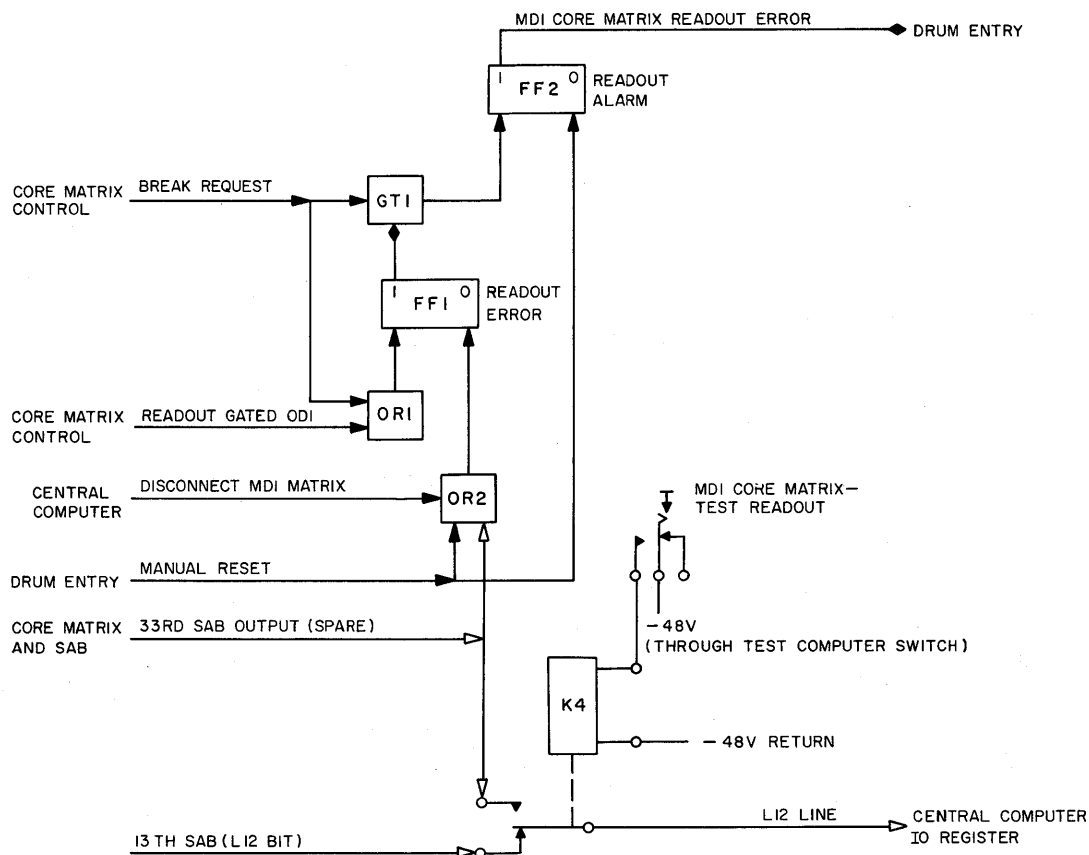 MDI CORE MATRIX READOUT ERROR
DRUM ENTRY
1 FF2 0
READOUT
ALARM
CORE MATRIX
CONTROL
BREAK REQUEST
GT1
1 FF1 0
READOUT
ERROR
OR1
CORE MATRIX
CONTROL
READOUT GATED OD1
CENTRAL
COMPUTER
DISCONNECT MDI MATRIX
OR2
MDI CORE MATRIX—
TEST READOUT
DRUM ENTRY
MANUAL RESET
CORE MATRIX
AND SAB
33RD SAB OUTPUT (SPARE)
-48V
(THROUGH TEST COMPUTER SWITCH)
K4
-48V RETURN
L12 LINE
CENTRAL COMPUTER
IO REGISTER
13TH SAB (L12 BIT)